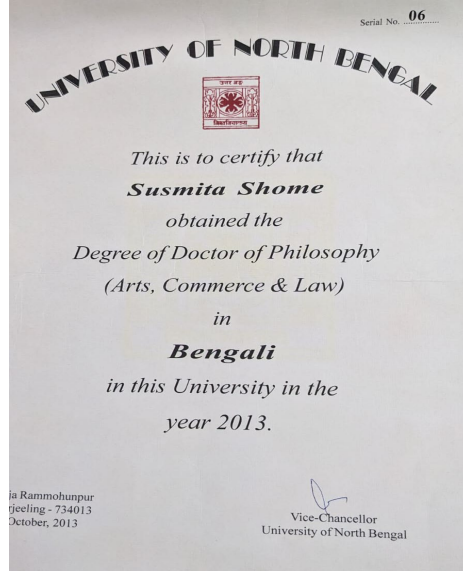 Serial No. 06
UNIVERSITY OF NORTH BENGAL
This is to certify that
Susmita Shome
obtained the
Degree of Doctor of Philosophy
(Arts, Commerce & Law)
in
Bengali
in this University in the
year 2013.
ja Rammohunpur
rjeeling - 734013
October, 2013
Vice-Chancellor
University of North Bengal